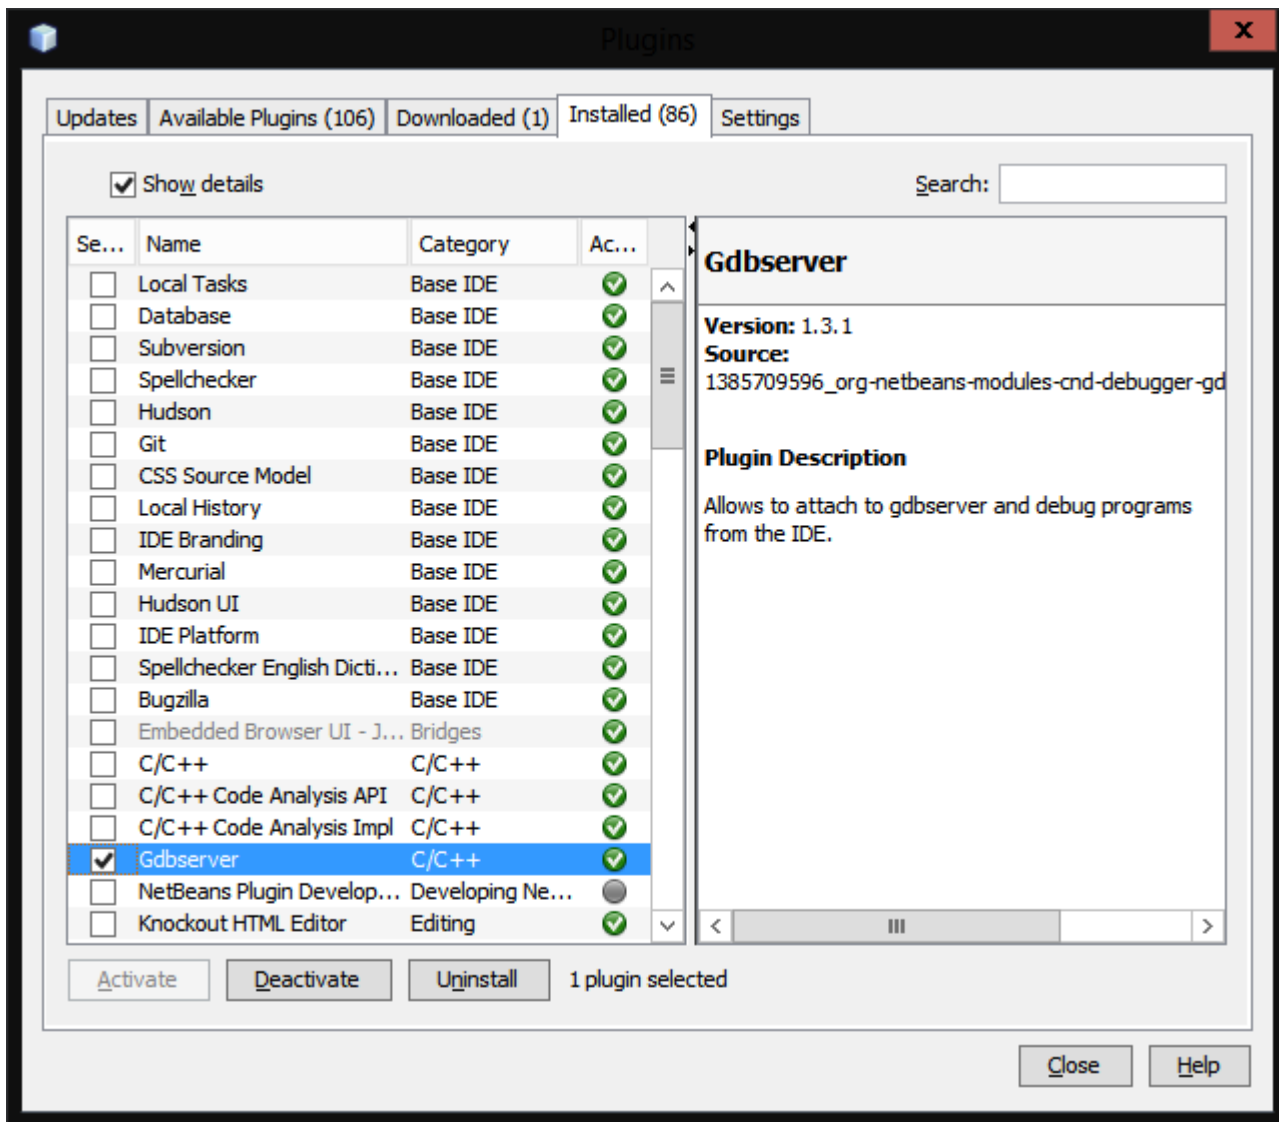 Plugins
x
Updates
Available Plugins (106)
Downloaded (1)
Installed (86)
Settings
Show details
Search:
Se...
Name
Category
Ac...
Local Tasks Base IDE
Database Base IDE
Subversion Base IDE
Spellchecker Base IDE
Hudson Base IDE
Git Base IDE
CSS Source Model Base IDE
Local History Base IDE
IDE Branding Base IDE
Mercurial Base IDE
Hudson UI Base IDE
IDE Platform Base IDE
Spellchecker English Dicti... Base IDE
Bugzilla Base IDE
Embedded Browser UI - J... Bridges
C/C++ C/C++
C/C++ Code Analysis API C/C++
C/C++ Code Analysis Impl C/C++
Gdbserver C/C++
NetBeans Plugin Develop... Developing Ne...
Knockout HTML Editor Editing
Gdbserver
Version: 1.3.1
Source:
1385709596_org-netbeans-modules-cnd-debugger-gd
Plugin Description
Allows to attach to gdbserver and debug programs
from the IDE.
Activate
Deactivate
Uninstall
1 plugin selected
Close
Help